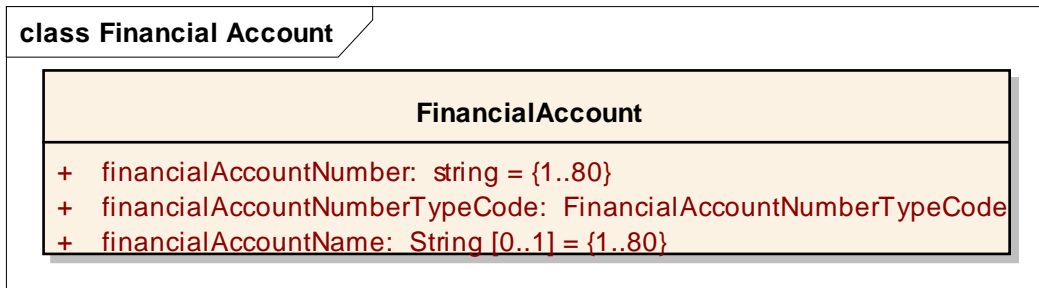 class Financial Account
FinancialAccount
+ financialAccountNumber: string = {1..80}
+ financialAccountNumberTypeCode: FinancialAccountNumberTypeCode
+ financialAccountName: String [0..1] = {1..80}